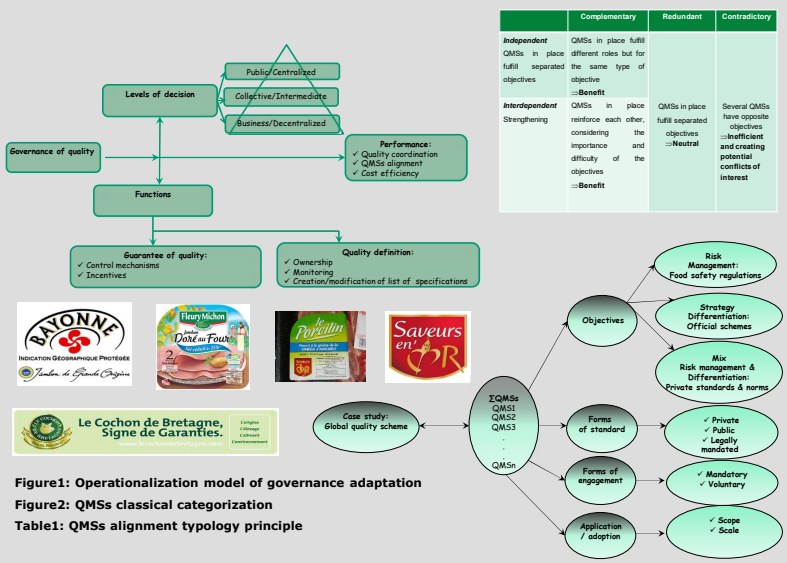 Levels of decision
Public/Centralized
Collective/Intermediate
Business/Decentralized
Governance of quality
Performance:
✓ Quality coordination
✓ QMSs alignment
✓ Cost efficiency
Functions
Guarantee of quality:
✓ Control mechanisms
✓ Incentives
Quality definition:
✓ Ownership
✓ Monitoring
✓ Creation/modification of list of specifications
Complementary
Redundant
Contradictory
Independent
QMSs in place
fulfill separated
objectives
QMSs in place fulfill
different roles but for
the same type of
objective
⇒Benefit
Interdependent
Strengthening
QMSs in place
reinforce each other,
considering the
importance and
difficulty of the
objectives
⇒Benefit
QMSs in place
fulfill separated
objectives
⇒Neutral
Several QMSs
have opposite
objectives
⇒Inefficient
and creating
potential
conflicts of
interest
BAYONNE
INDICATION GÉOGRAPHIQUE PROTÉGÉE
Jambon de Grande Origine
Fleury Michon
Jambon
Doré au Four
2
le
Porcilin
Saveurs
en OR
Le Cochon de Bretagne,
Signe de Garanties.
www.lecochondebretagne.com
L'origine
L'élevage
L'aliment
L'environnement
Case study:
Global quality scheme
ΣQMSs
QMS1
QMS2
QMS3
.
.
.
QMSn
Objectives
Risk
Management:
Food safety regulations
Strategy
Differentiation:
Official schemes
Mix
Risk management &
Differentiation:
Private standards & norms
Forms
of standard
✓ Private
✓ Public
✓ Legally
mandated
Forms of
engagement
✓ Mandatory
✓ Voluntary
Application
/ adoption
✓ Scope
✓ Scale
Figure1: Operationalization model of governance adaptation
Figure2: QMSs classical categorization
Table1: QMSs alignment typology principle